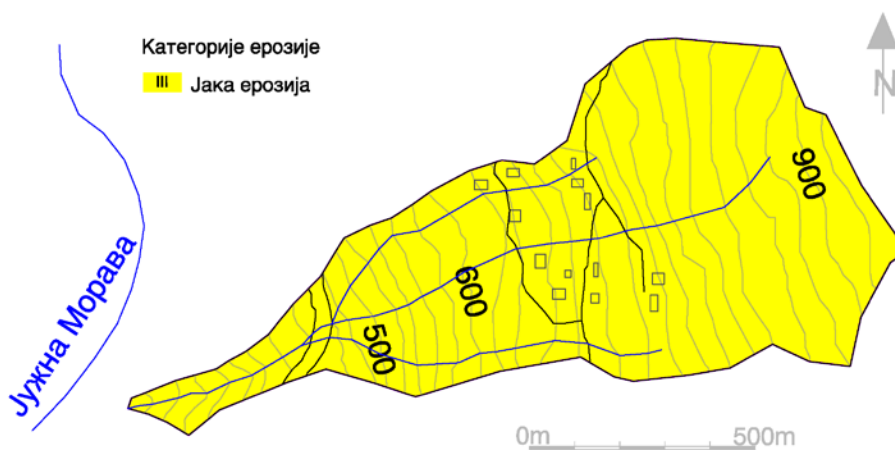 Категорије ерозије
III Јака ерозија
N
900
600
500
Јужна Морава
0m 500m